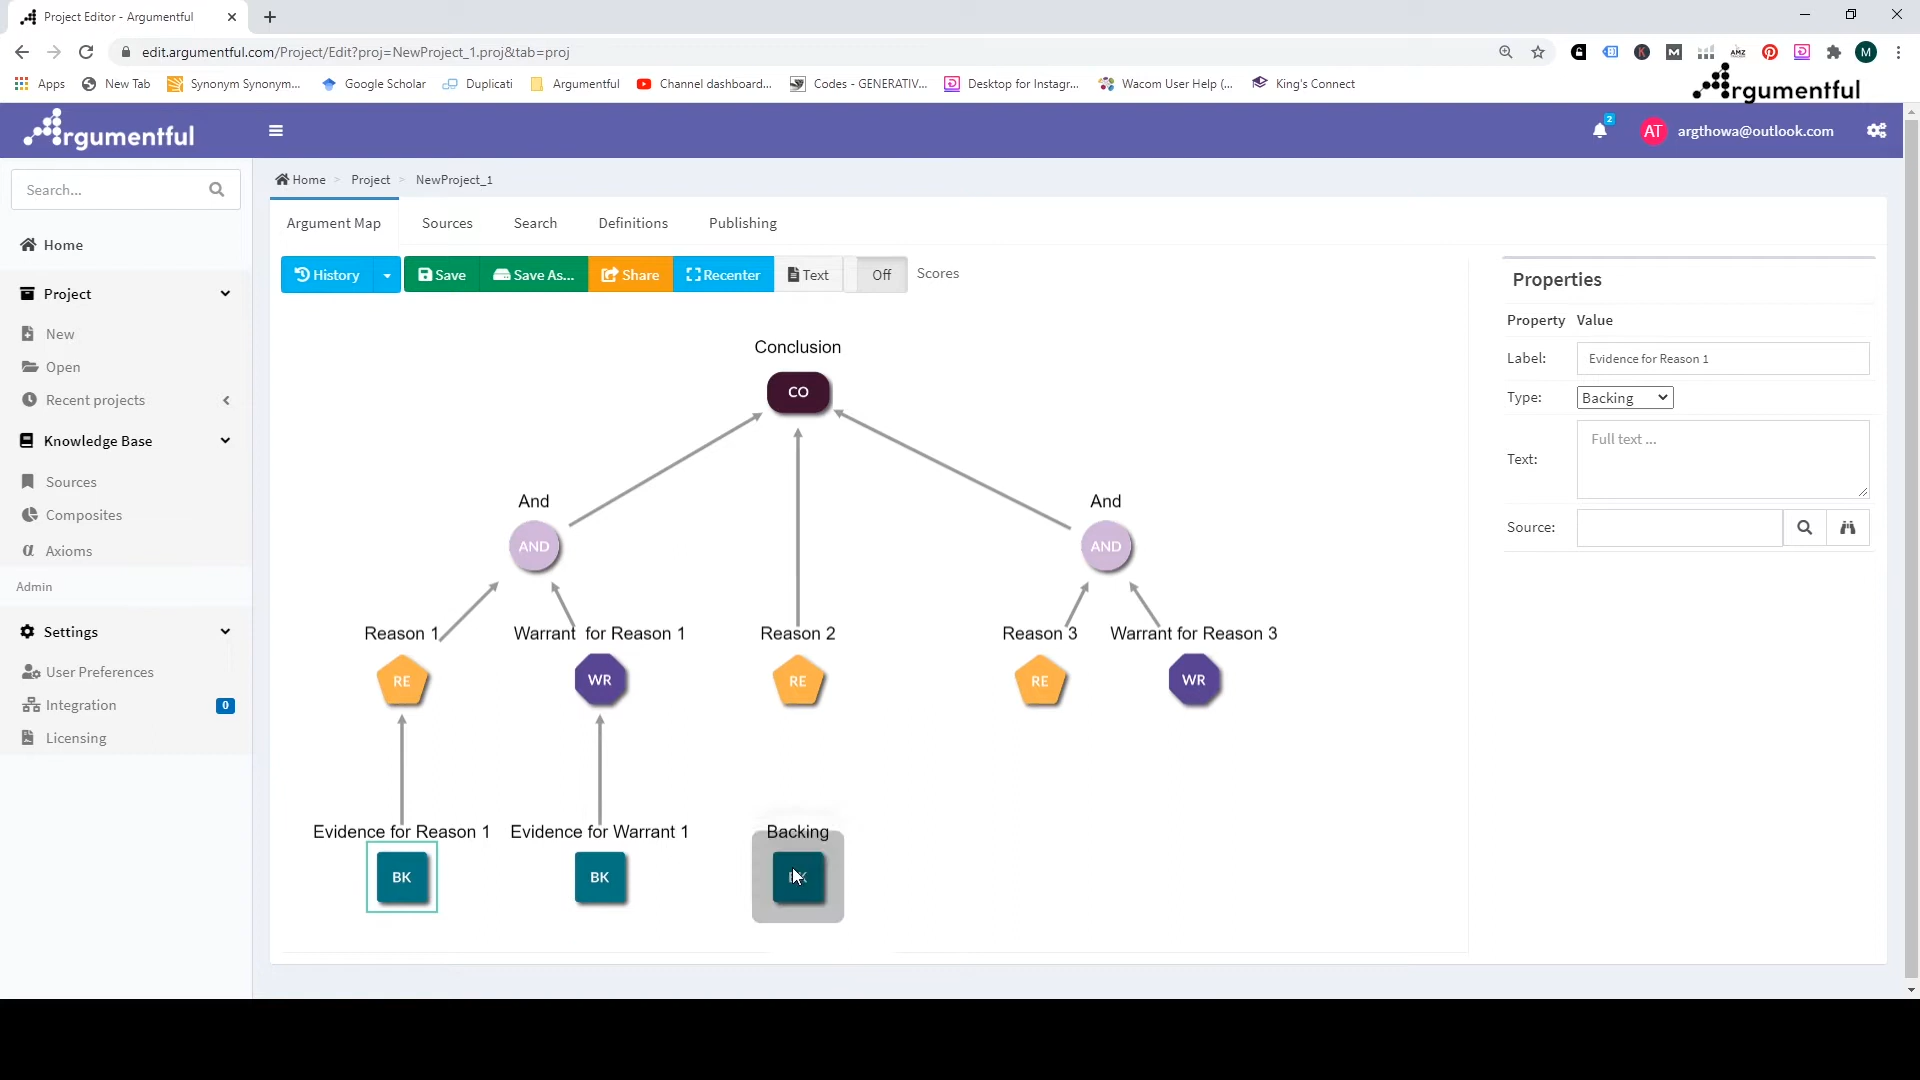 Project Editor - Argumentful
edit.argumentful.com/Project/Edit?proj=NewProject_1.proj&tab=proj
M
Apps
New Tab
Synonym Synonym...
Google Scholar
Duplicati
Argumentful
Channel dashboard...
Codes - GENERATIV...
Desktop for Instagr...
Wacom User Help (...
King's Connect
rgumentful
rgumentful
2
AT
argthowa@outlook.com
Search...
Home > Project > NewProject_1
Home
Project
New
Open
Recent projects
Knowledge Base
Sources
Composites
α Axioms
Admin
Settings
User Preferences
Integration
0
Licensing
Argument Map
Sources
Search
Definitions
Publishing
History
Save
Save As...
Share
Recenter
Text
Off
Scores
Conclusion
CO
And
AND
And
AND
Reason 1
RE
Warrant for Reason 1
WR
Reason 2
RE
Reason 3
RE
Warrant for Reason 3
WR
Evidence for Reason 1
BK
Evidence for Warrant 1
BK
Backing
Properties
Property Value
Label: Evidence for Reason 1
Type: Backing
Text: Full text ...
Source: